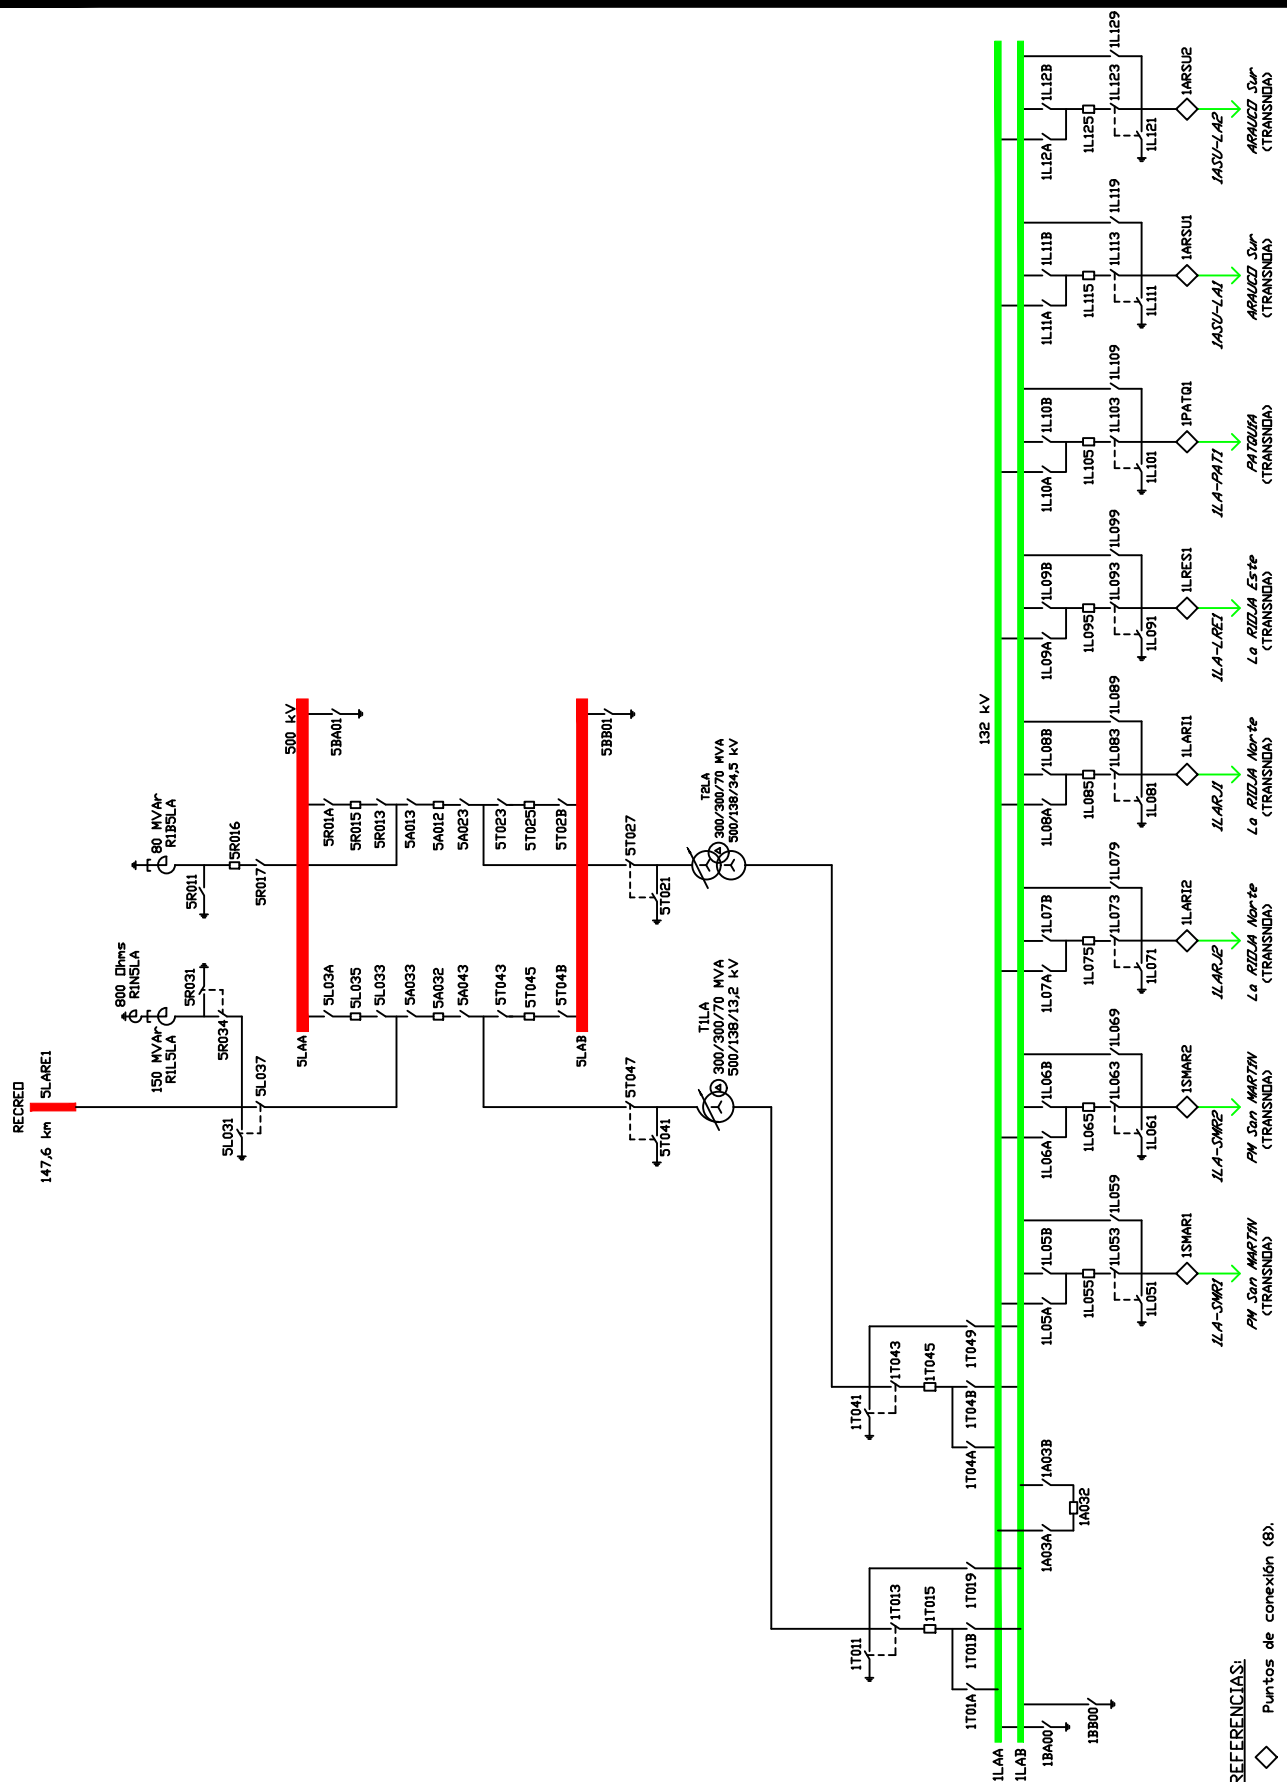 RECREO
5LARE1
147,6 km
800 Ohms
R1N5LA
150 MVAr
R1L5LA
5R031
5R034
5L031
5L037
80 MVAr
R1B5LA
5R011
5R016
5R017
500 kV
5LAA
5BA01
5L03A
5L035
5L033
5A033
5A032
5A043
5T043
5T045
5T04B
5R01A
5R015
5R013
5A013
5A012
5A023
5T023
5T025
5T02B
5LAB
5BB01
5T047
5T041
5T027
5T021
T1LA
300/300/70 MVA
500/138/13,2 kV
T2LA
300/300/70 MVA
500/138/34,5 kV
132 kV
1LAA
1LAB
1BA00
1BB00
1T011
1T013
1T015
1T01A
1T01B
1T019
1A03A
1A032
1A03B
1T041
1T043
1T045
1T04A
1T04B
1T049
1L05A
1L05B
1L055
1L053
1L059
1L051
1SMAR1
1LA-SMR1
PM San MARTIN
(TRANSNOA)
1L06A
1L06B
1L065
1L063
1L069
1L061
1SMAR2
1LA-SMR2
PM San MARTIN
(TRANSNOA)
1L07A
1L07B
1L075
1L073
1L079
1L071
1LARI2
1LARJ2
La RIOJA Norte
(TRANSNOA)
1L08A
1L08B
1L085
1L083
1L089
1L081
1LARI1
1LARJ1
La RIOJA Norte
(TRANSNOA)
1L09A
1L09B
1L095
1L093
1L099
1L091
1LRES1
1LA-LRE1
La RIOJA Este
(TRANSNOA)
1L10A
1L10B
1L105
1L103
1L109
1L101
1PATQ1
1LA-PAT1
PATQUIA
(TRANSNOA)
1L11A
1L11B
1L115
1L113
1L119
1L111
1ARSU1
1ASU-LA1
ARAUCO Sur
(TRANSNOA)
1L12A
1L12B
1L125
1L123
1L129
1L121
1ARSU2
1ASU-LA2
ARAUCO Sur
(TRANSNOA)
REFERENCIAS:
Puntos de conexión (8).